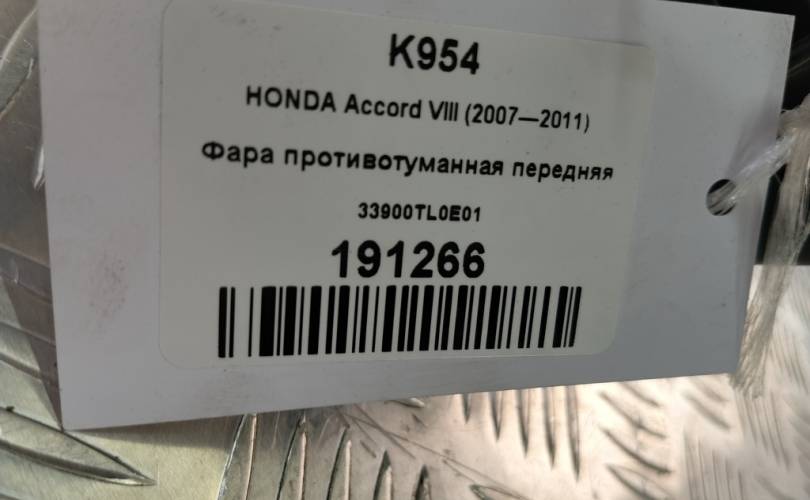 K954
HONDA Accord VIII (2007—2011)
Фара противотуманная передняя
33900TL0E01
191266